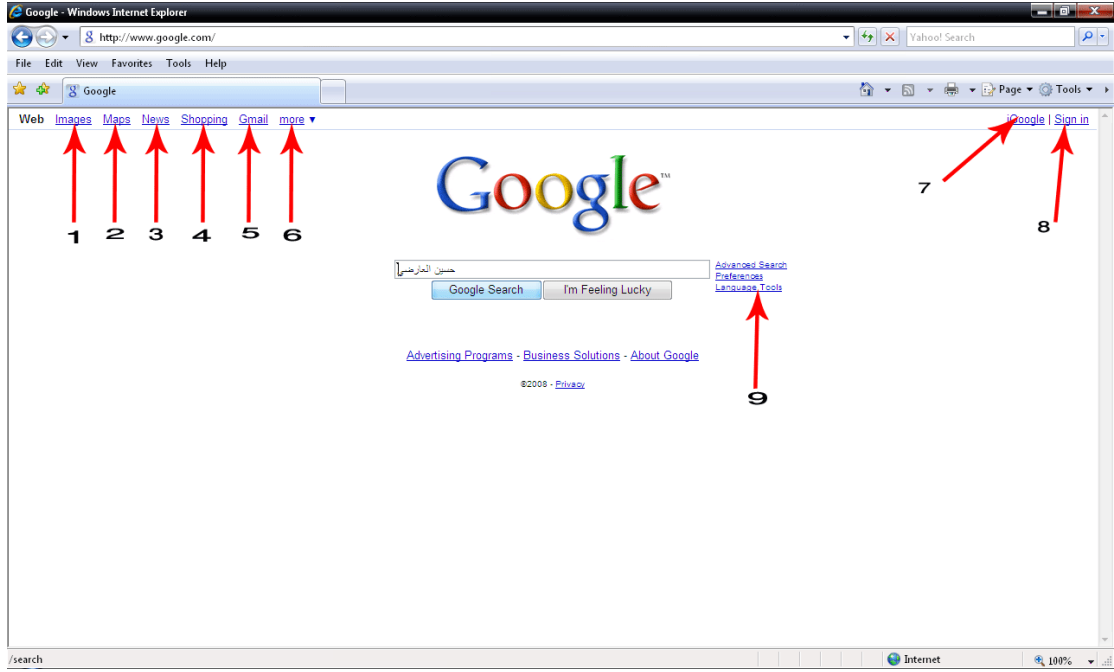 Google - Windows Internet Explorer
http://www.google.com/
Yahoo! Search
File Edit View Favorites Tools Help
Google
Page Tools
Web Images Maps News Shopping Gmail more ▼
iGoogle | Sign in
Google™
1 2 3 4 5 6
7
8
حسين العارضي
Advanced Search
Preferences
Language Tools
Google Search I'm Feeling Lucky
Advertising Programs - Business Solutions - About Google
©2008 - Privacy
9
/search
Internet
100%